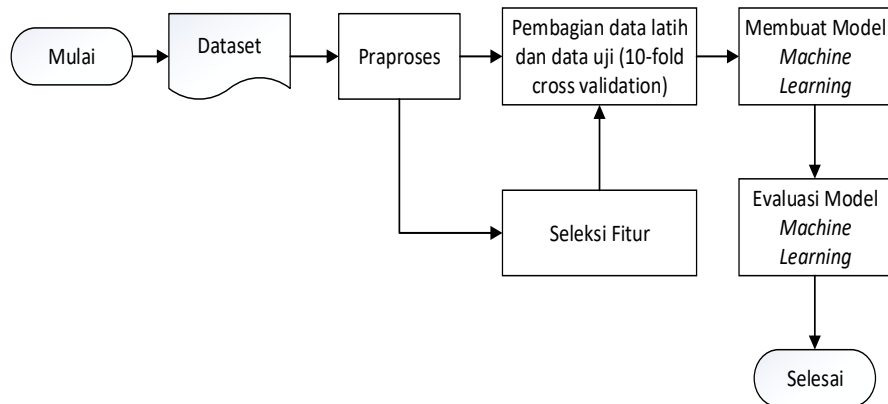 Mulai
Dataset
Praproses
Pembagian data latih
dan data uji (10-fold
cross validation)
Membuat Model
Machine
Learning
Seleksi Fitur
Evaluasi Model
Machine
Learning
Selesai